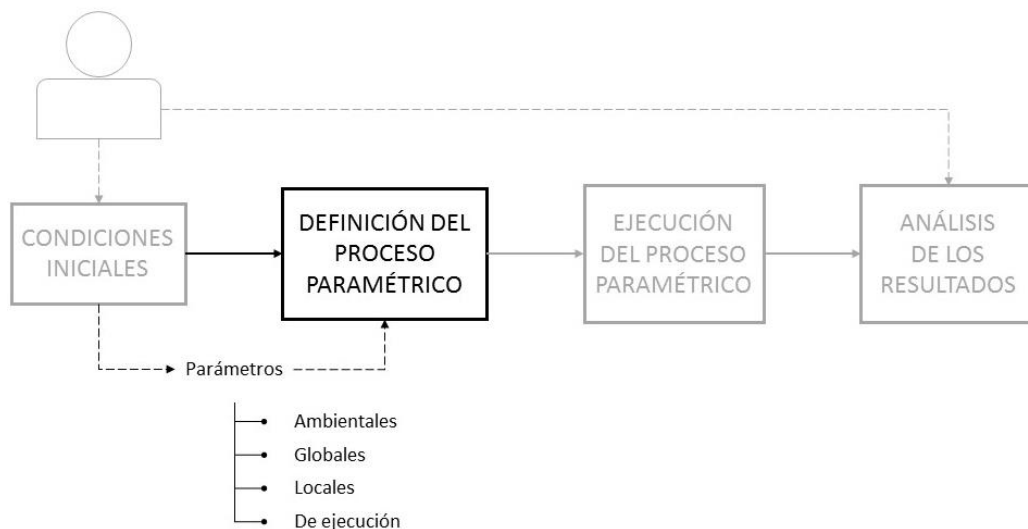 CONDICIONES
INICIALES
DEFINICIÓN DEL
PROCESO
PARAMÉTRICO
EJECUCIÓN
DEL PROCESO
PARAMÉTRICO
ANÁLISIS
DE LOS
RESULTADOS
Parámetros
Ambientales
Globales
Locales
De ejecución